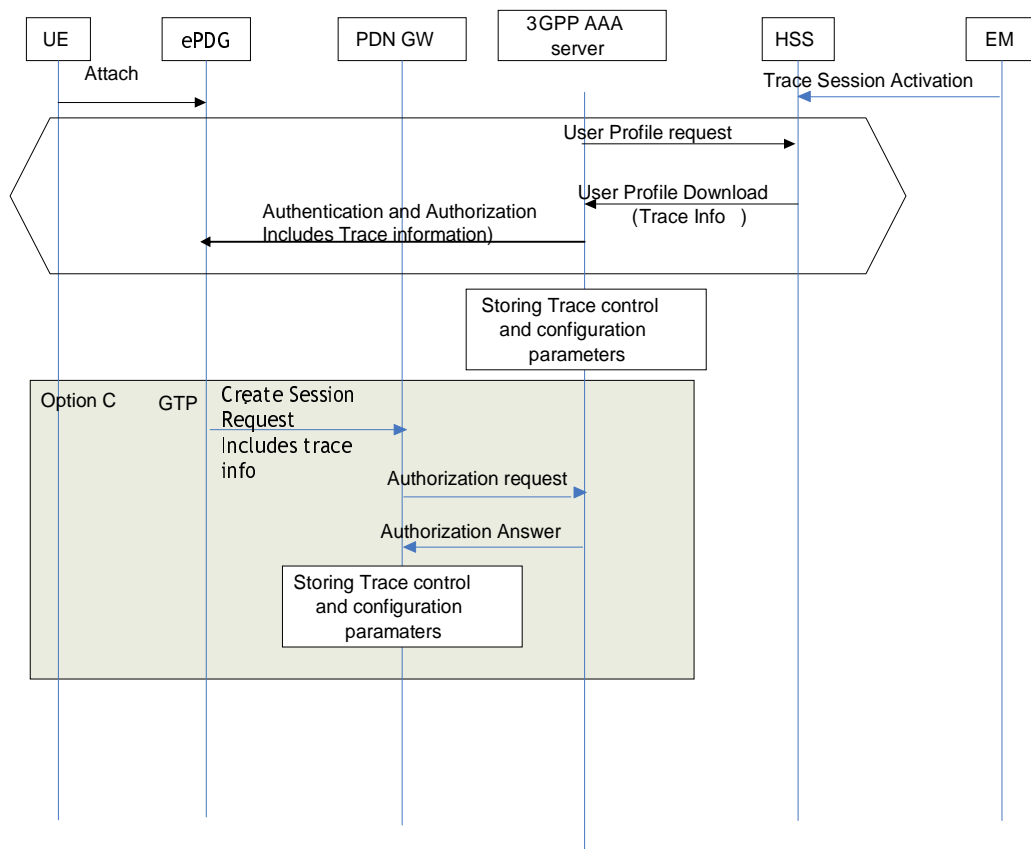 UE
ePDG
PDN GW
3GPP AAA
server
HSS
EM
Attach
Trace Session Activation
User Profile request
User Profile Download
(Trace Info )
Authentication and Authorization
Includes Trace information)
Storing Trace control
and configuration
parameters
Option C
GTP
Create Session
Request
Includes trace
info
Authorization request
Authorization Answer
Storing Trace control
and configuration
paramaters